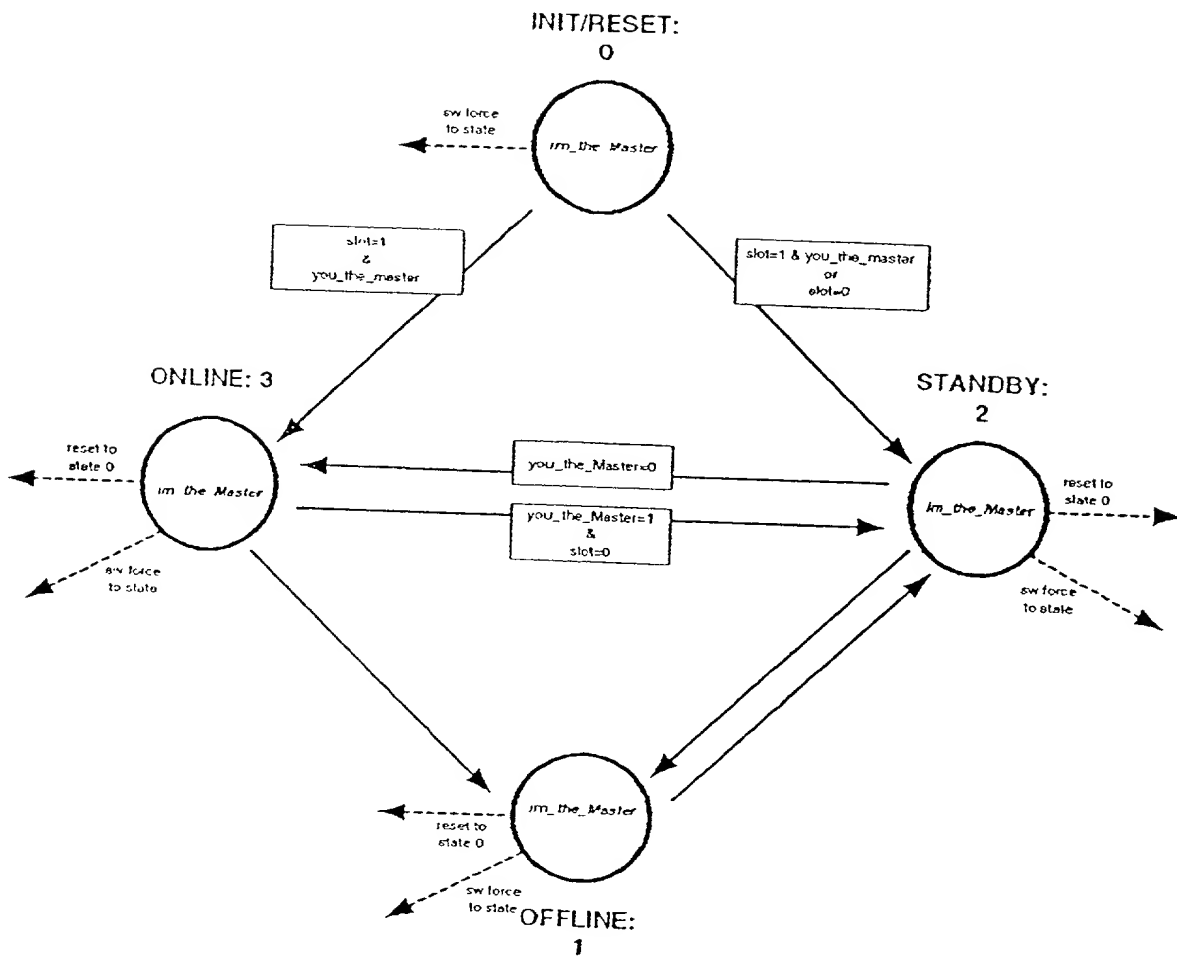 INIT/RESET:
0
sw force
to state
im_the Master
slot=1
&
you_the_master
slot=1 & you_the_master
or
slot=0
ONLINE: 3
STANDBY:
2
reset to
state 0
im_the_Master
you_the_Master=0
you_the_Master=1
&
slot=0
im_the_Master
reset to
state 0
sw force
to state
sw force
to state
im_the_Master
reset to
state 0
sw force
to state
OFFLINE:
1